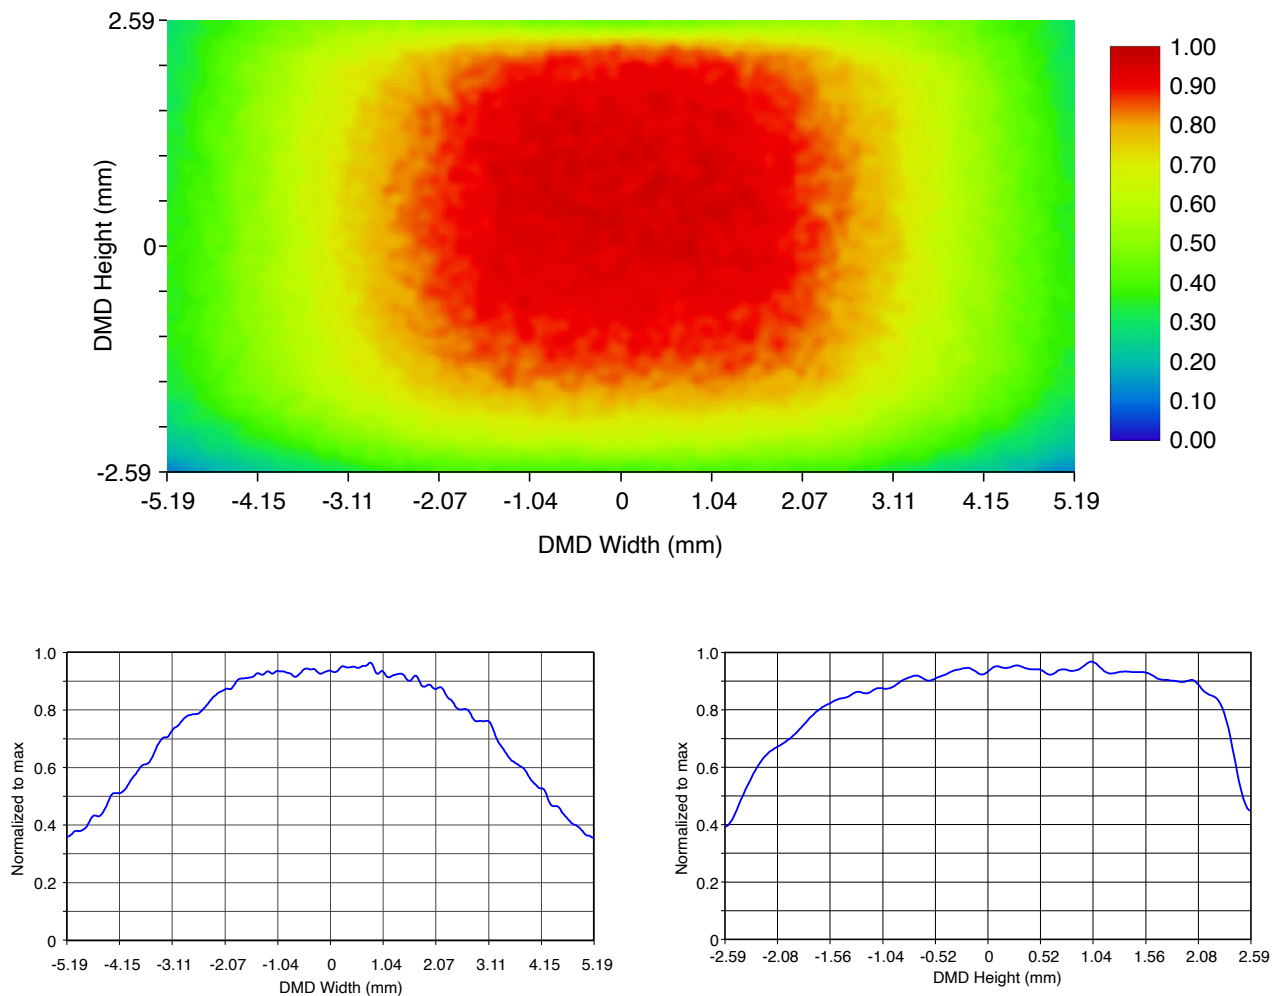 2.59
0
-2.59
DMD Height (mm)
-5.19 -4.15 -3.11 -2.07 -1.04 0 1.04 2.07 3.11 4.15 5.19
DMD Width (mm)
1.00
0.90
0.80
0.70
0.60
0.50
0.40
0.30
0.20
0.10
0.00
1.0
0.8
0.6
0.4
0.2
0
Normalized to max
-5.19 -4.15 -3.11 -2.07 -1.04 0 1.04 2.07 3.11 4.15 5.19
DMD Width (mm)
1.0
0.8
0.6
0.4
0.2
0
Normalized to max
-2.59 -2.08 -1.56 -1.04 -0.52 0 0.52 1.04 1.56 2.08 2.59
DMD Height (mm)